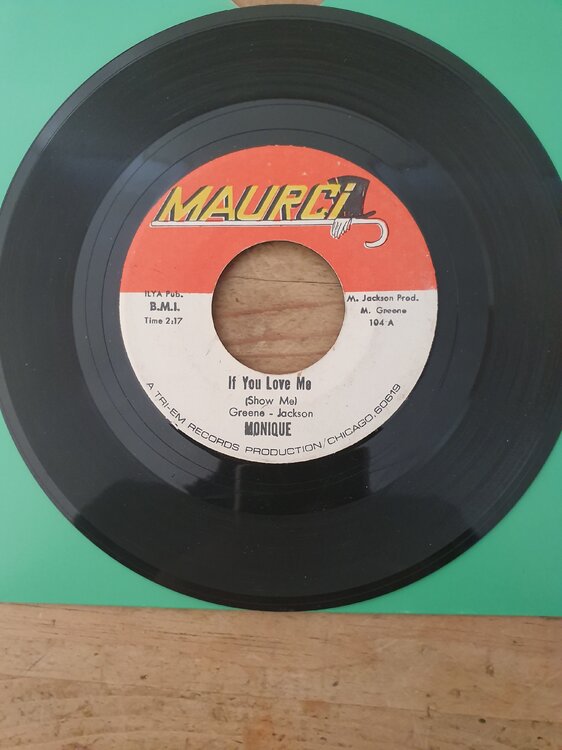 MAURCi
ILYA Pub.
B.M.I.
Time 2:17
M. Jackson Prod.
M. Greene
104 A
If You Love Me
(Show Me)
Greene - Jackson
MONIQUE
A TRI-EM RECORDS PRODUCTION/CHICAGO, 60619